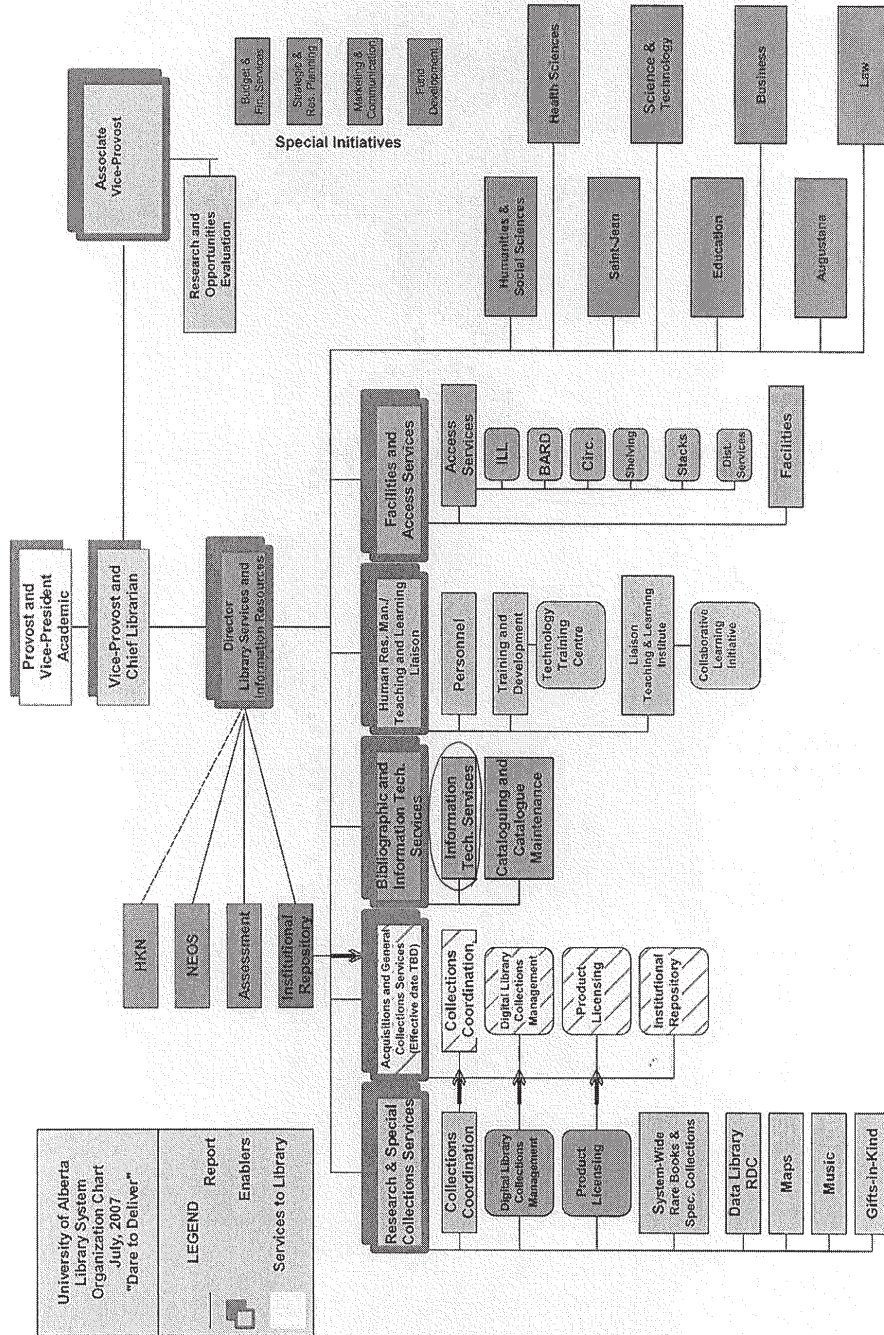 University of Alberta
Library System
Organization Chart
July, 2007
"Dare to Deliver"
LEGEND
Report
Enablers
Services to Library
Provost and
Vice-President
Academic
Vice-Provost and
Chief Librarian
Associate
Vice-Provost
Research and
Opportunities
Evaluation
Budget &
Fin. Services
Strategic &
Res. Planning
Marketing &
Communication
Fund
Development
Special Initiatives
Director
Library Services and
Information Resources
HKN
NEOS
Assessment
Institutional
Repository
Research & Special
Collections Services
Collections
Coordination
Digital Library
Collections
Management
Product
Licensing
System-Wide
Rare Books &
Spec. Collections
Data Library
RDC
Maps
Music
Gifts-in-Kind
Acquisitions and General
Collections Services
(Effective date TBD)
Collections
Coordination
Digital Library
Collections
Management
Product
Licensing
Institutional
Repository
Bibliographic and
Information Tech.
Services
Information
Tech. Services
Cataloguing and
Catalogue
Maintenance
Human Res. Man./
Teaching and Learning
Liaison
Personnel
Training and
Development
Technology
Training
Centre
Liaison
Teaching & Learning
Institute
Collaborative
Learning
Initiative
Facilities and
Access Services
Access
Services
ILL
BARD
Circ.
Shelving
Stacks
Dist.
Services
Facilities
Humanities &
Social Sciences
Health Sciences
Saint-Jean
Science &
Technology
Education
Business
Augustana
Law